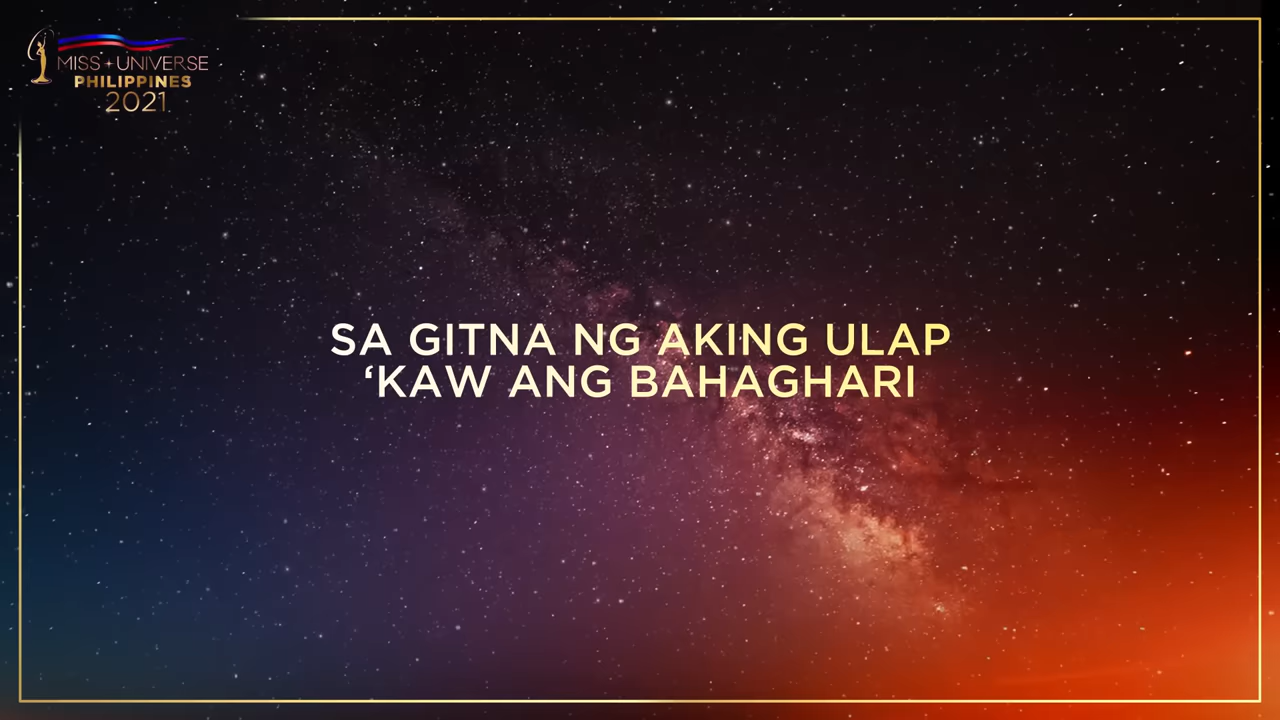 MISS UNIVERSE
PHILIPPINES
2021
SA GITNA NG AKING ULAP
‘KAW ANG BAHAGHARI